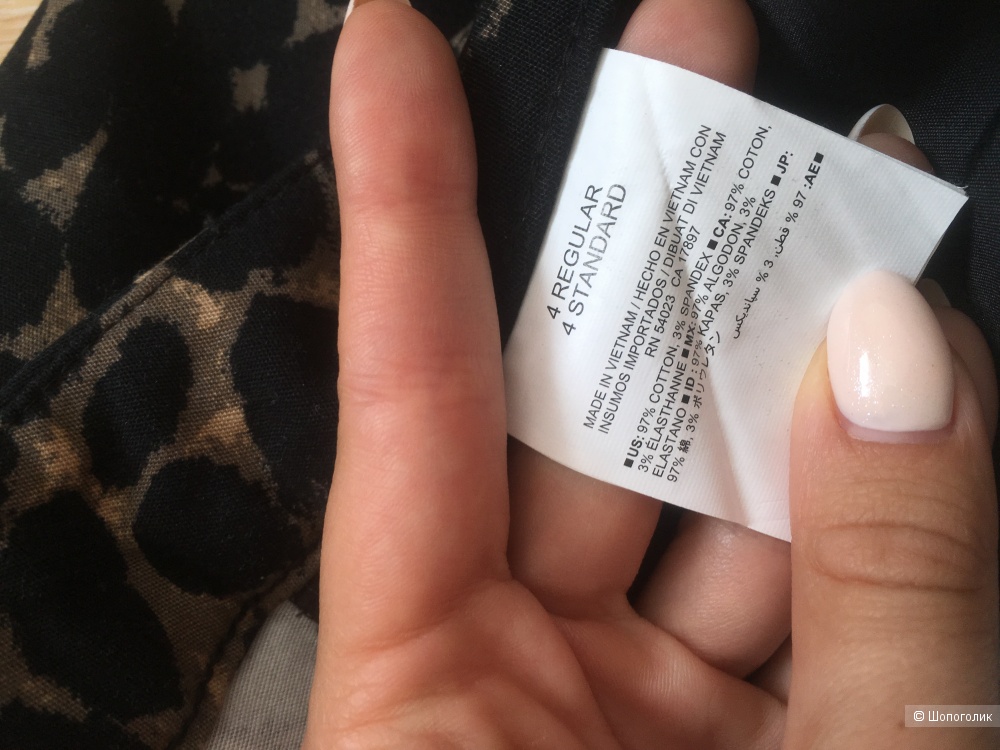 4 REGULAR
4 STANDARD
MADE IN VIETNAM / HECHO EN VIETNAM CON
INSUMOS IMPORTADOS / DIBUAT DI VIETNAM
RN 54023 CA 17897
■US: 97% COTTON, 3% SPANDEX ■CA: 97% COTON,
3% ÉLASTHANNE ■MX: 97% ALGODON, 3%
ELASTANO ■ID : 97% KAPAS, 3% SPANDEKS ■JP:
97% 綿, 3% ポリウレタン
97 % قطن, 3 % سباندیکس :AE■
© Шопоголик